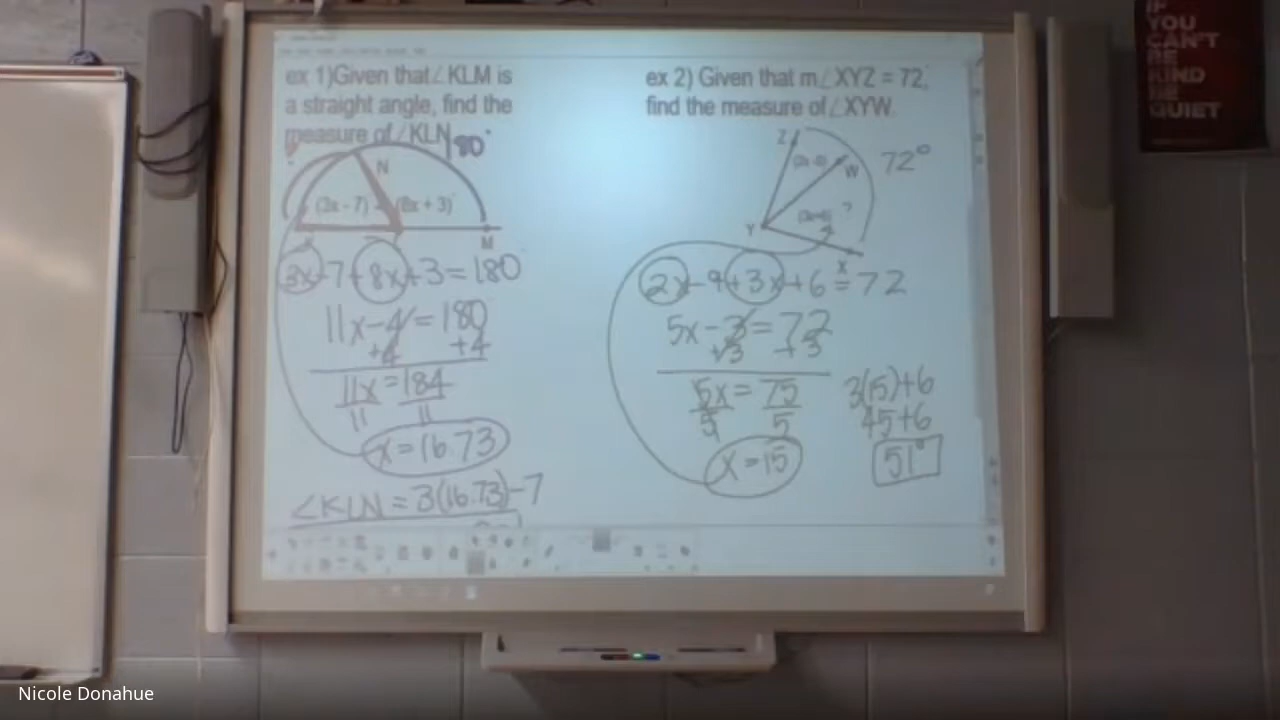 ex 1)Given that∠KLM is
a straight angle, find the
measure of∠KLN
180°
N
(3x - 7)
(8x + 3)°
M
3x-7+8x+3=180
11x-4=180
+4 +4
11x=184
11 11
x=16.73
∠KLN=3(16.73)-7
ex 2) Given that m∠XYZ = 72,
find the measure of∠XYW.
Z
W
72°
?
Y
X
2x-9+3x+6=72
5x-3=72
+3 +3
5x=75
5 5
x=15
3(15)+6
45+6
51°
IF
YOU
CAN'T
BE
KIND
BE
QUIET
Nicole Donahue